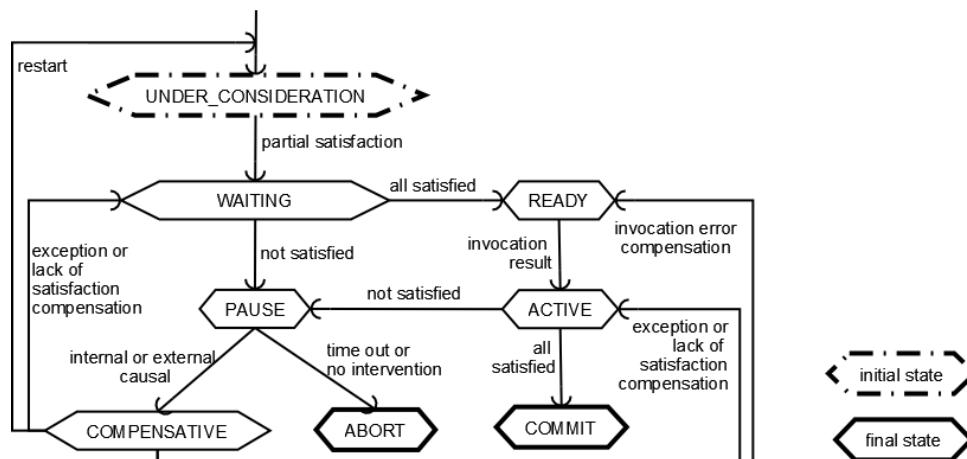 restart
UNDER_CONSIDERATION
partial satisfaction
WAITING
all satisfied
READY
exception or
lack of
satisfaction
compensation
not satisfied
invocation
result
invocation error
compensation
PAUSE
not satisfied
ACTIVE
internal or external
causal
time out or
no intervention
all
satisfied
exception or
lack of
satisfaction
compensation
initial state
COMPENSATIVE
ABORT
COMMIT
final state